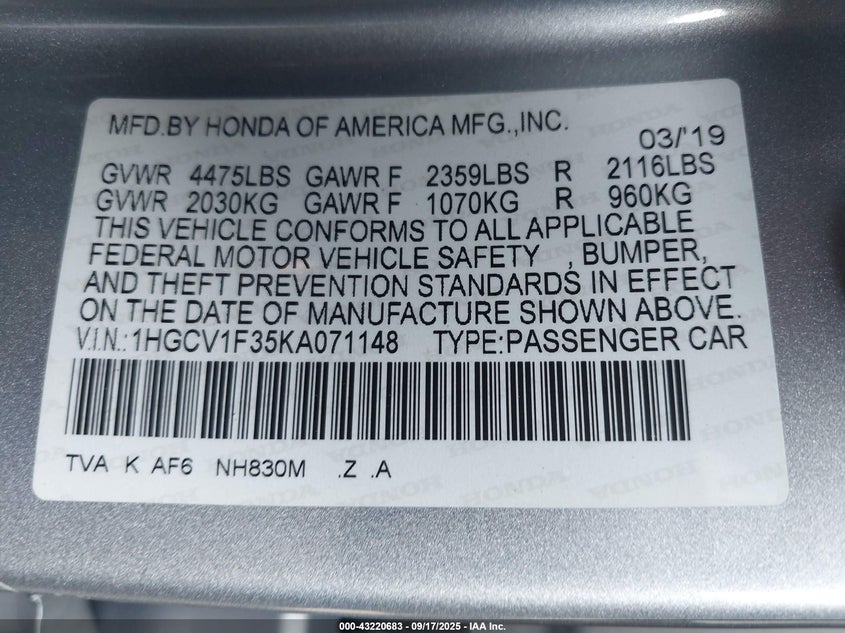 MFD.BY HONDA OF AMERICA MFG.,INC.
03/'19
GVWR 4475LBS GAWR F 2359LBS R 2116LBS
GVWR 2030KG GAWR F 1070KG R 960KG
THIS VEHICLE CONFORMS TO ALL APPLICABLE
FEDERAL MOTOR VEHICLE SAFETY , BUMPER,
AND THEFT PREVENTION STANDARDS IN EFFECT
ON THE DATE OF MANUFACTURE SHOWN ABOVE.
V.I.N.:1HGCV1F35KA071148 TYPE:PASSENGER CAR
TVA K AF6 NH830M .Z .A
000-43220683 - 09/17/2025 - IAA Inc.